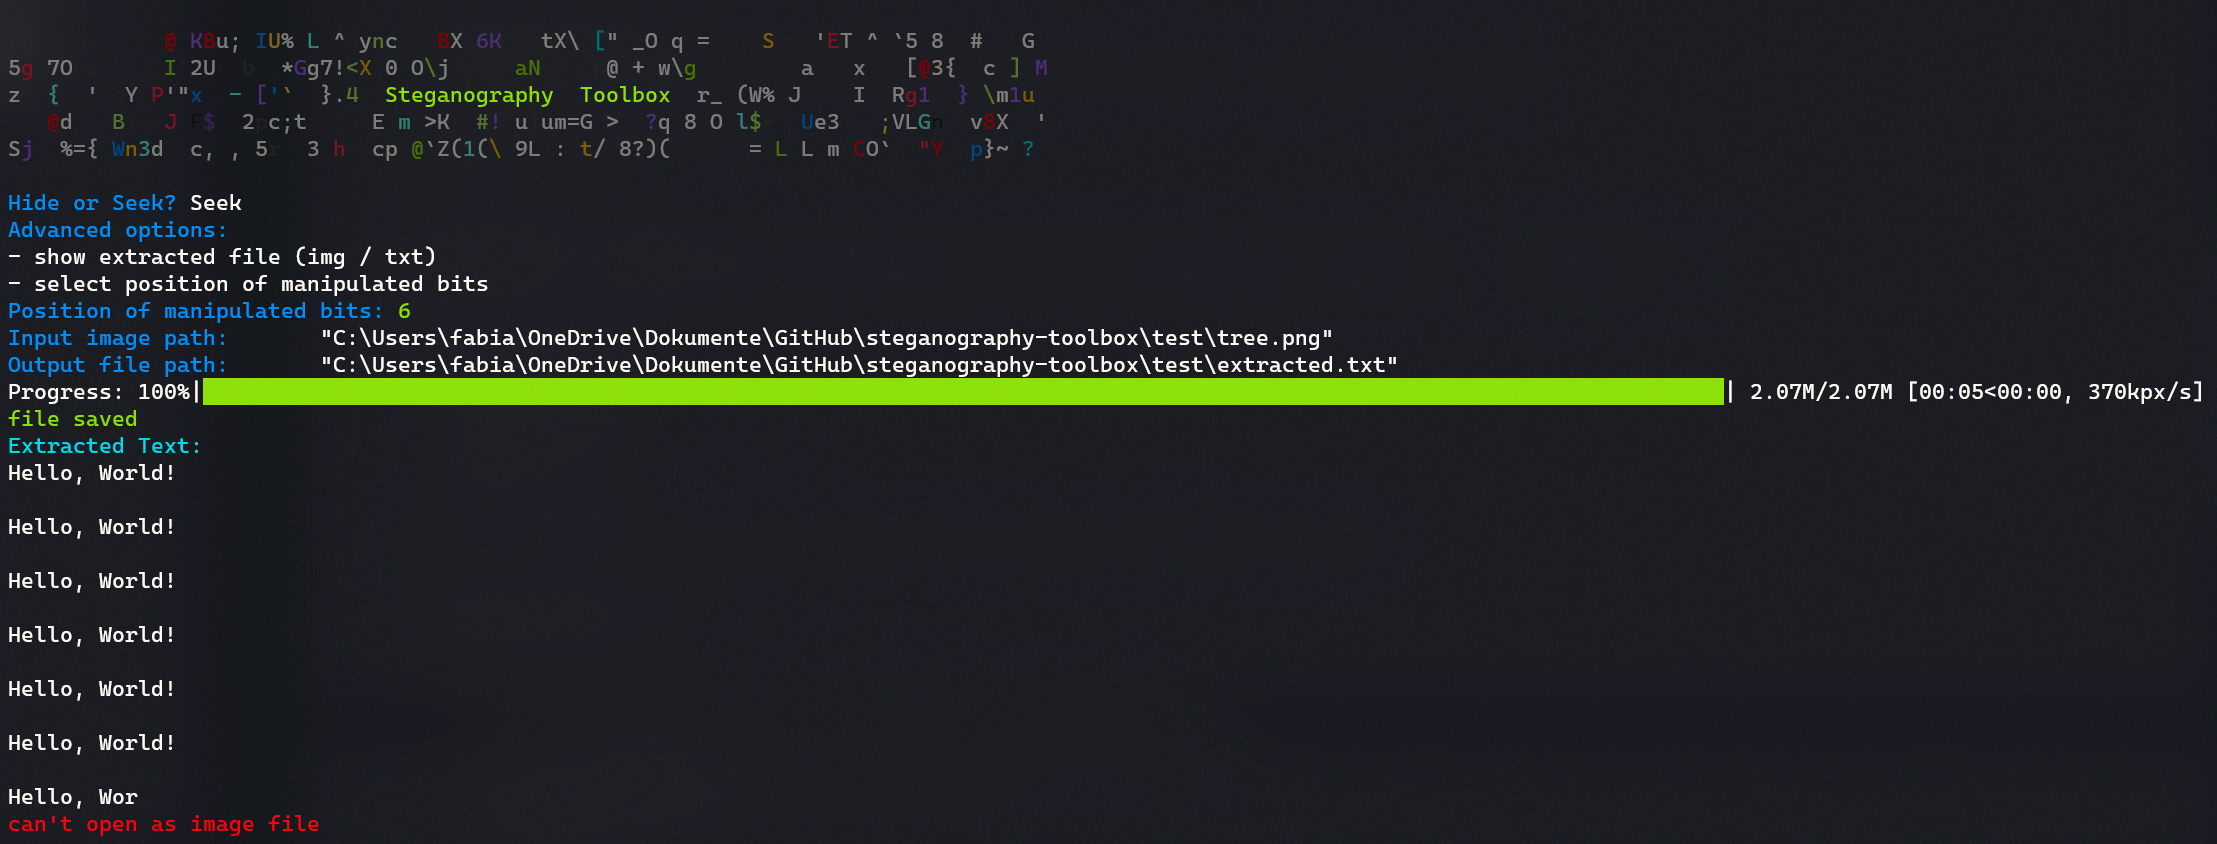 @ KBu; IU% L ^ ync   BX 6K   tX\ [" _O q =    S   'ET ^ `5 8  #   G
5g 7O       I 2U  b  *Gg7!<X 0 O\j     aN     @ + w\g        a   x   [@3{  c ] M
z  {  '  Y P'"x  - ['`  }.4  Steganography  Toolbox  r_ (W% J    I  Rg1  } \m1u
@d   B   J F$  2pc;t     E m >K  #! u um=G >  ?q 8 O l$   Ue3   ;VLGn  v8X  '
Sj  %={ Wn3d  c, , 5r  3 h  cp @`Z(1(\ 9L : t/ 8?)(      = L L m CO`  "Y  p}~ ?
Hide or Seek? Seek
Advanced options:
- show extracted file (img / txt)
- select position of manipulated bits
Position of manipulated bits: 6
Input image path:       "C:\Users\fabia\OneDrive\Dokumente\GitHub\steganography-toolbox\test\tree.png"
Output file path:       "C:\Users\fabia\OneDrive\Dokumente\GitHub\steganography-toolbox\test\extracted.txt"
Progress: 100%| | 2.07M/2.07M [00:05<00:00, 370kpx/s]
file saved
Extracted Text:
Hello, World!
Hello, World!
Hello, World!
Hello, World!
Hello, World!
Hello, World!
Hello, Wor
can't open as image file